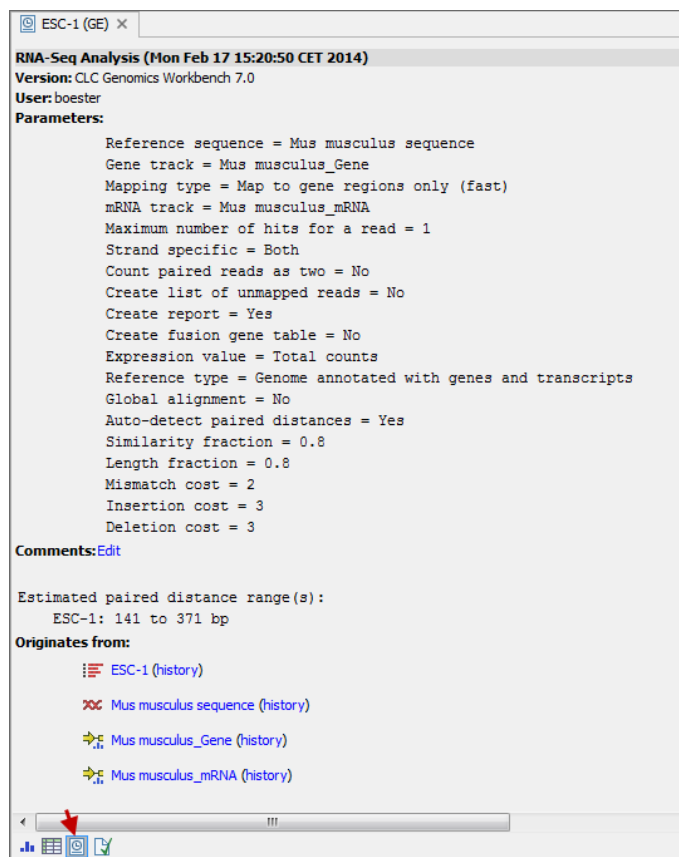 ESC-1 (GE)
RNA-Seq Analysis (Mon Feb 17 15:20:50 CET 2014)
Version: CLC Genomics Workbench 7.0
User: boester
Parameters:
Reference sequence = Mus musculus sequence
Gene track = Mus musculus_Gene
Mapping type = Map to gene regions only (fast)
mRNA track = Mus musculus_mRNA
Maximum number of hits for a read = 1
Strand specific = Both
Count paired reads as two = No
Create list of unmapped reads = No
Create report = Yes
Create fusion gene table = No
Expression value = Total counts
Reference type = Genome annotated with genes and transcripts
Global alignment = No
Auto-detect paired distances = Yes
Similarity fraction = 0.8
Length fraction = 0.8
Mismatch cost = 2
Insertion cost = 3
Deletion cost = 3
Comments: Edit
Estimated paired distance range(s):
ESC-1: 141 to 371 bp
Originates from:
ESC-1 (history)
Mus musculus sequence (history)
Mus musculus_Gene (history)
Mus musculus_mRNA (history)